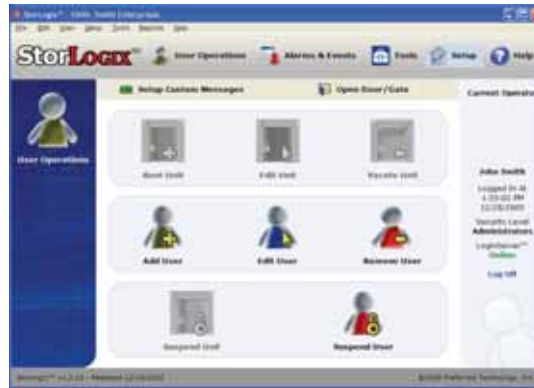 StorLogix™
User Operations
Alarms & Events
Tools
Setup
Help
Setup Custom Messages
Open Door/Gate
Current Operator
User Operations
Rent Unit
Edit Unit
Vacate Unit
John Smith
Logged In At
Security Level
Administrators
Online
Log Off
Add User
Edit User
Remove User
Suspend Unit
Suspend User